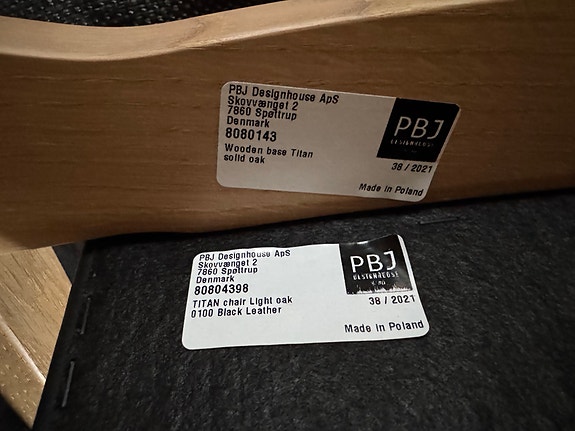 PBJ Designhouse ApS
Skovvænget 2
7860 Spøttrup
Denmark
8080143
Wooden base Titan
solid oak
PBJ
DESIGNHOUSE
38 / 2021
Made in Poland
PBJ Designhouse ApS
Skovvænget 2
7860 Spøttrup
Denmark
80804398
TITAN chair Light oak
0100 Black Leather
PBJ
DESIGNHOUSE
38 / 2021
Made in Poland